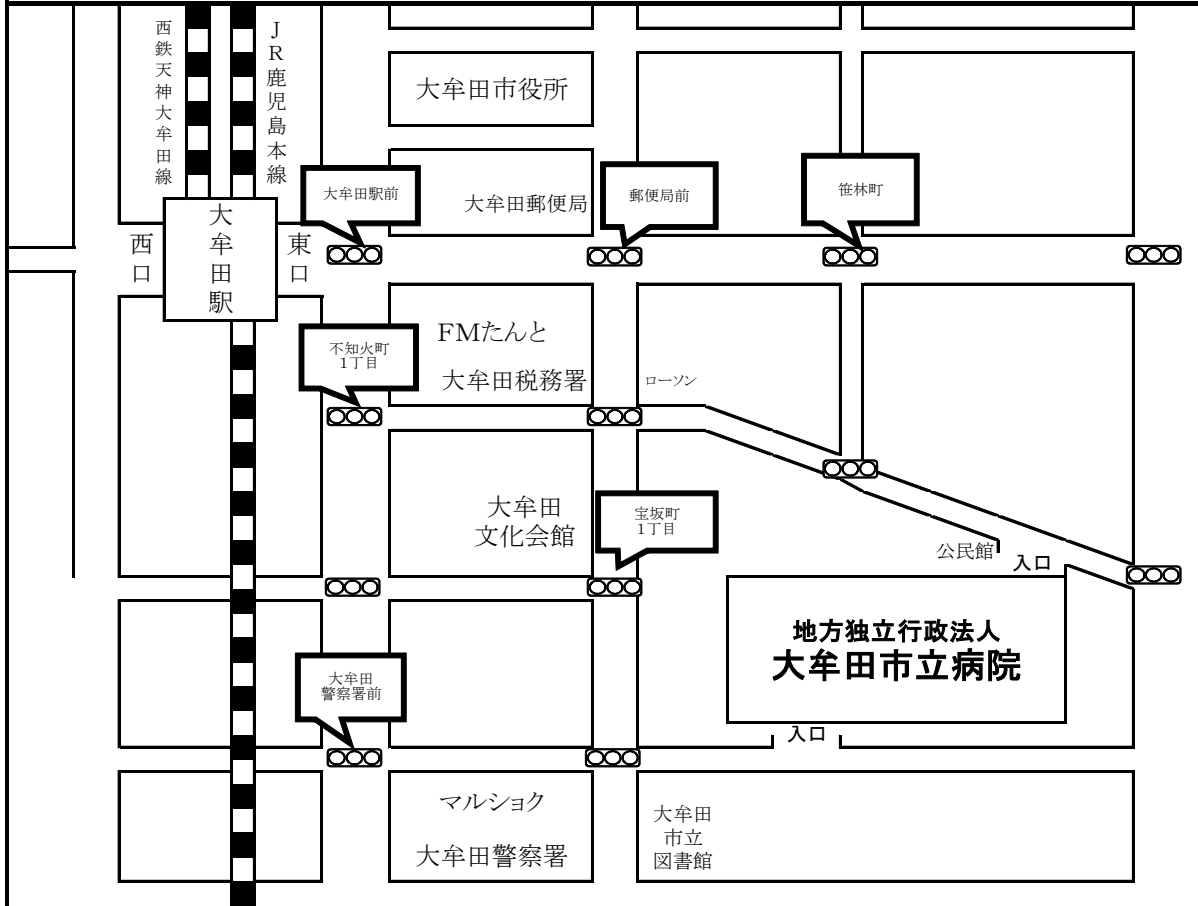 西鉄天神大牟田線
JR鹿児島本線
大牟田市役所
大牟田駅前
大牟田郵便局
郵便局前
笹林町
西口
大牟田駅
東口
不知火町
1丁目
FMたんと
大牟田税務署
ローソン
大牟田
文化会館
宝坂町
1丁目
公民館
入口
地方独立行政法人
大牟田市立病院
大牟田
警察署前
入口
マルショク
大牟田警察署
大牟田
市立
図書館